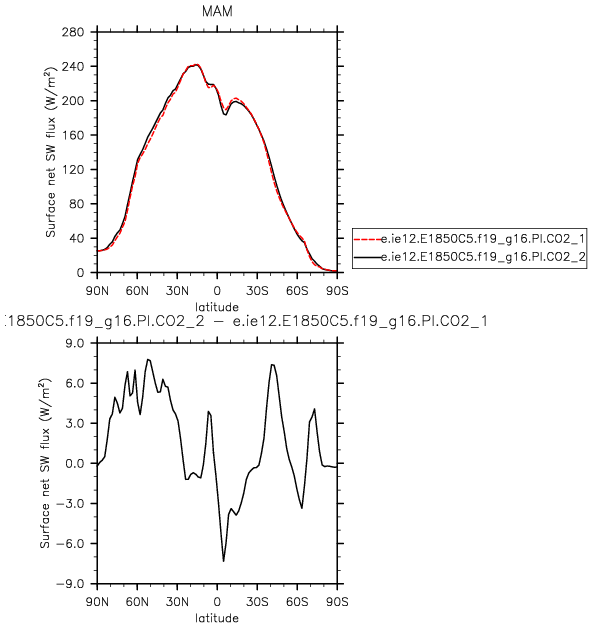 MAM
280
240
200
160
120
80
40
0
Surface net SW flux (W/m²)
90N 60N 30N 0 30S 60S 90S
latitude
e.ie12.E1850C5.f19_g16.PI.CO2_1
e.ie12.E1850C5.f19_g16.PI.CO2_2
:1850C5.f19_g16.PI.CO2_2 − e.ie12.E1850C5.f19_g16.PI.CO2_1
9.0
6.0
3.0
0.0
-3.0
-6.0
-9.0
Surface net SW flux (W/m²)
90N 60N 30N 0 30S 60S 90S
latitude